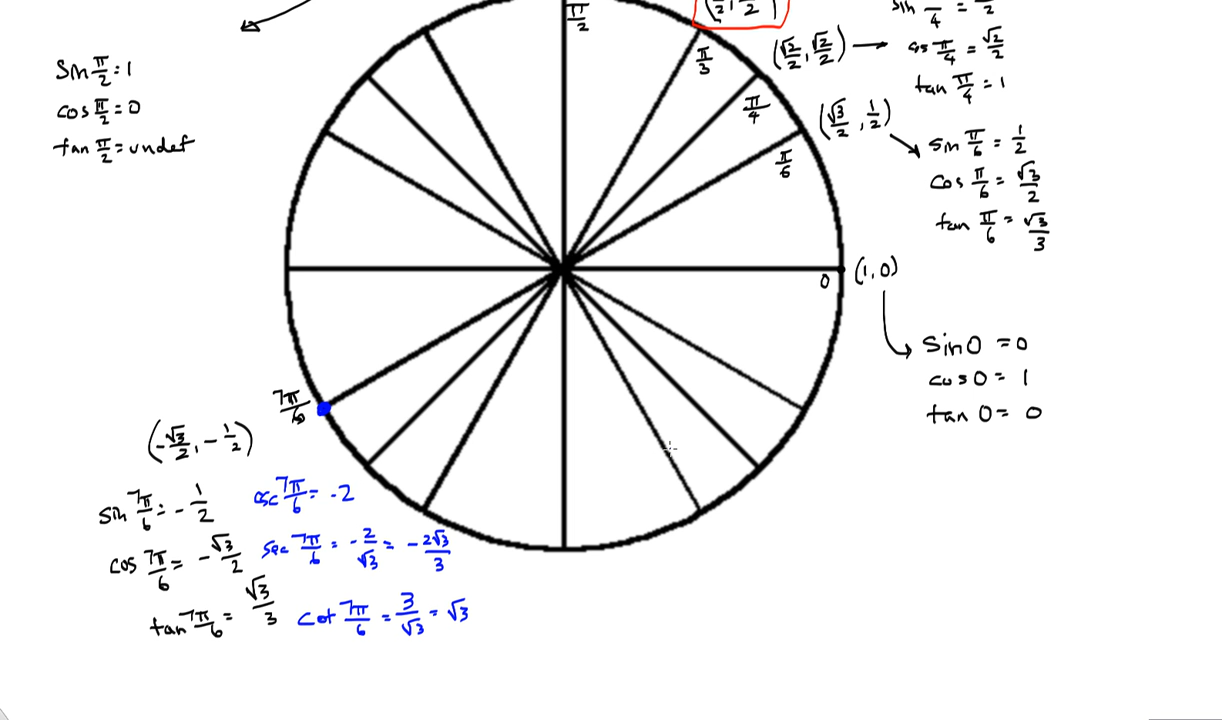 π/2
sin π/4 = /2
(√2/2, √2/2)
cos π/4 = √2/2
tan π/4 = 1
π/3
π/4
π/6
(√3/2, 1/2)
sin π/6 = 1/2
cos π/6 = √3/2
tan π/6 = √3/3
sin π/2 = 1
cos π/2 = 0
tan π/2 = undef
0
(1, 0)
sin 0 = 0
cos 0 = 1
tan 0 = 0
7π/6
(-√3/2, -1/2)
sin 7π/6 = -1/2
csc 7π/6 = -2
cos 7π/6 = -√3/2
sec 7π/6 = -2/√3 = -2√3/3
tan 7π/6 = √3/3
cot 7π/6 = 3/√3 = √3